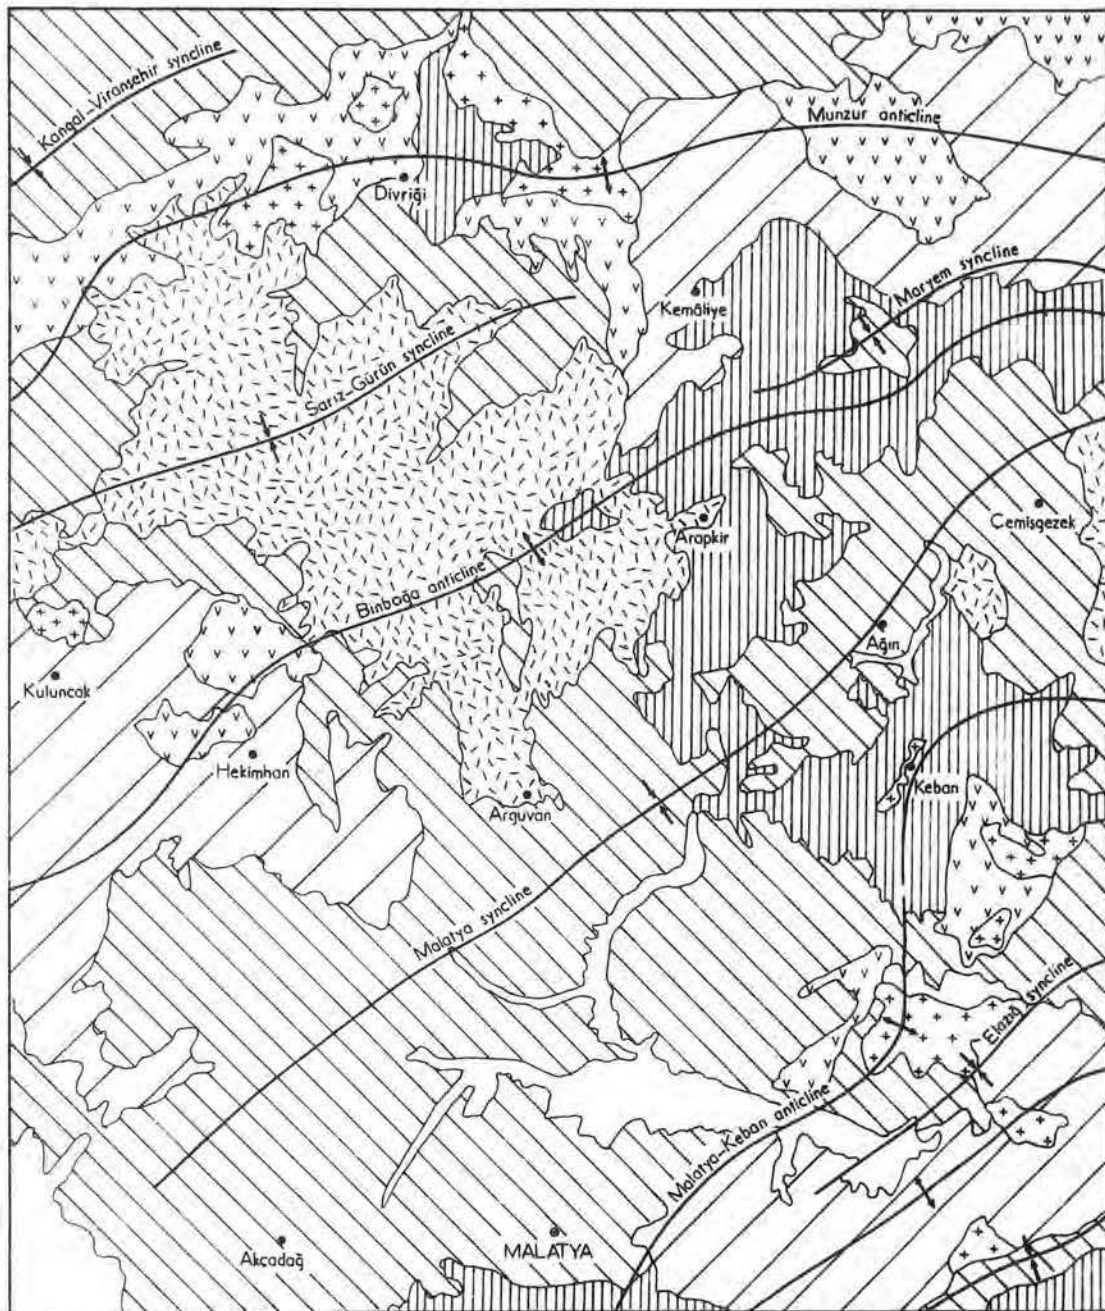 Kangal-Viranşehir syncline
Munzur anticline
Divriği
Maryem syncline
Kemâliye
Sarız-Gürün syncline
Çemişgezek
Arapkir
Binboğa anticline
Ağın
Kuluncak
Hekimhan
Keban
Arguvan
Malatya syncline
Elazığ syncline
Malatya-Keban anticline
MALATYA
Akçadağ